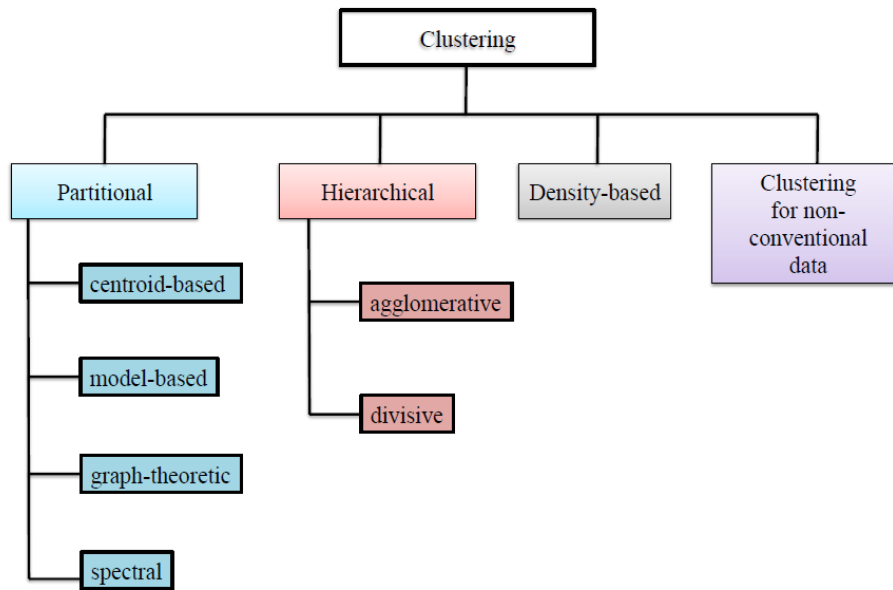 Clustering
Partitional
Hierarchical
Density-based
Clustering
for non-
conventional
data
centroid-based
agglomerative
model-based
divisive
graph-theoretic
spectral